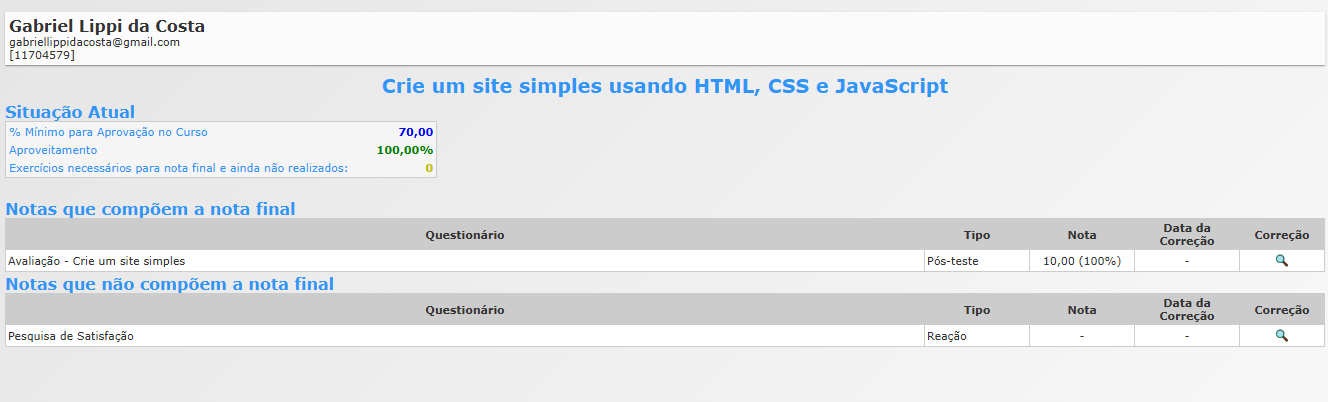 Gabriel Lippi da Costa
gabriellippidacosta@gmail.com
[11704579]
Crie um site simples usando HTML, CSS e JavaScript
Situação Atual
% Mínimo para Aprovação no Curso 70,00
Aproveitamento 100,00%
Exercícios necessários para nota final e ainda não realizados: 0
Notas que compõem a nota final
Questionário Tipo Nota Data da Correção Correção
Avaliação - Crie um site simples Pós-teste 10,00 (100%) - 
Notas que não compõem a nota final
Questionário Tipo Nota Data da Correção Correção
Pesquisa de Satisfação Reação - -